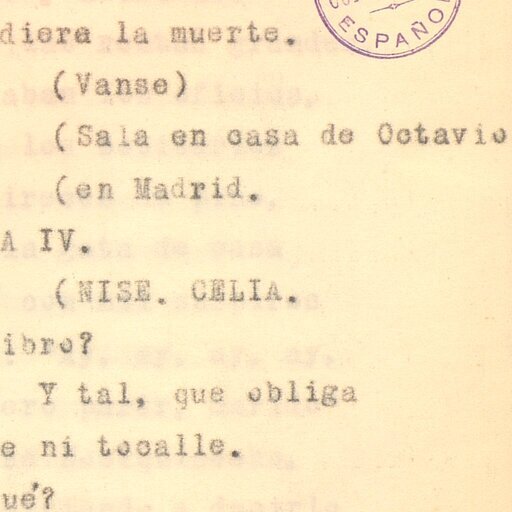 ESPAÑO
diera la muerte.
(Vanse)
(Sala en casa de Octavio
(en Madrid.
A IV.
(NISE. CELIA.
ibro?
Y tal, que obliga
e ni tocalle.
ué?